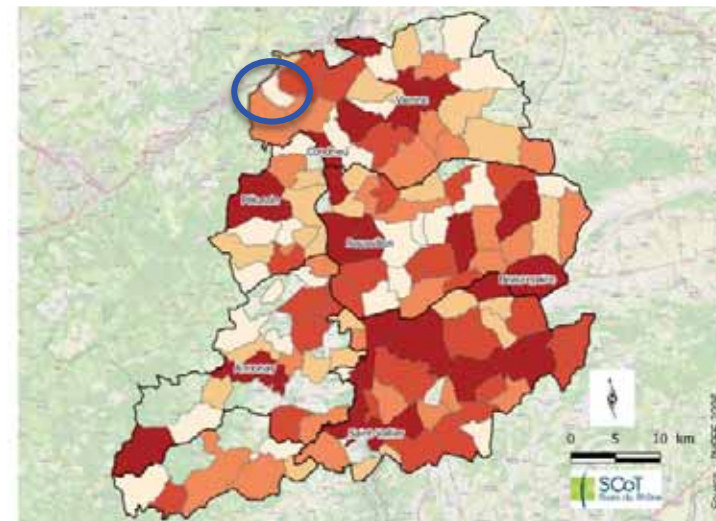 Vienne
Condrieu
Pélussin
Roussillon
Beaurepaire
Annonay
Saint-Vallier
0 5 10 km
SCoT
Rives du Rhône